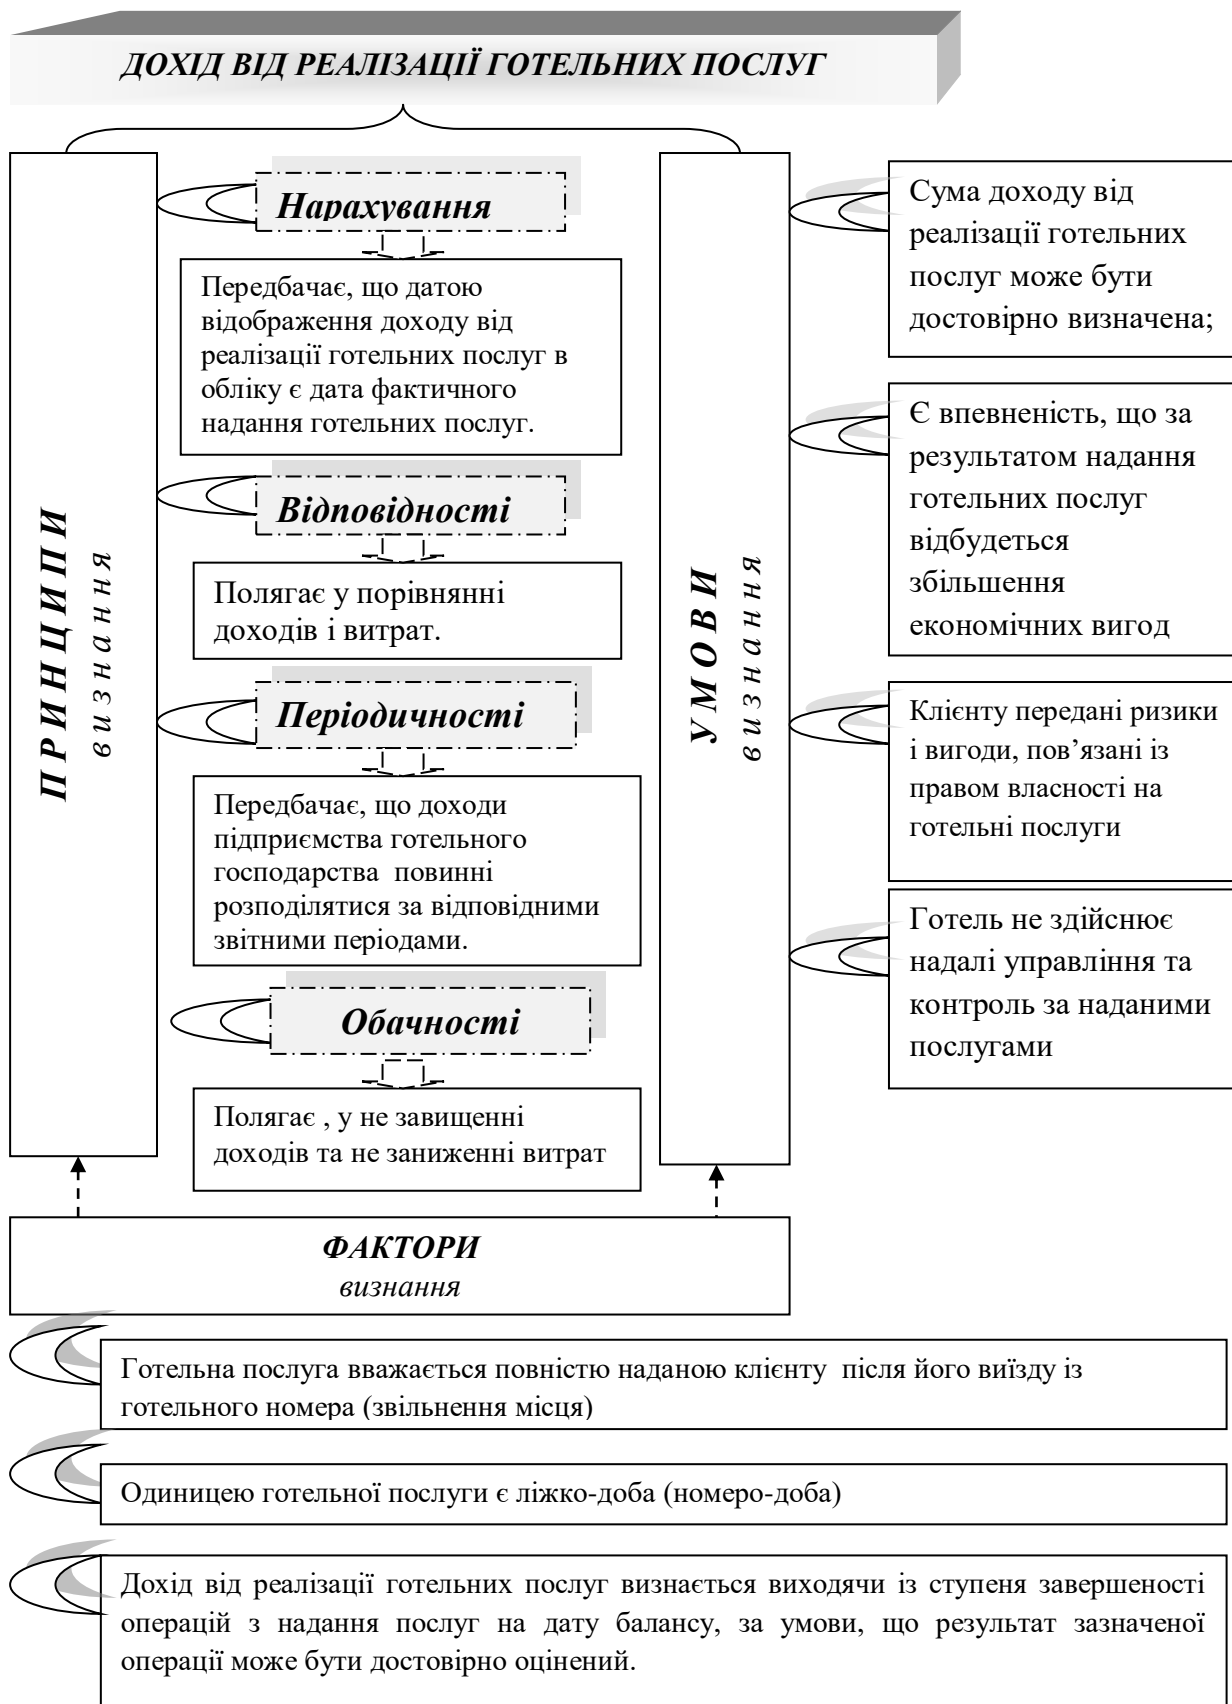 ДОХІД ВІД РЕАЛІЗАЦІЇ ГОТЕЛЬНИХ ПОСЛУГ
ПРИНЦИПИ
визнання
Нарахування
Передбачає, що датою
відображення доходу від
реалізації готельних послуг в
обліку є дата фактичного
надання готельних послуг.
Відповідності
Полягає у порівнянні
доходів і витрат.
Періодичності
Передбачає, що доходи
підприємства готельного
господарства повинні
розподілятися за відповідними
звітними періодами.
Обачності
Полягає , у не завищенні
доходів та не заниженні витрат
УМОВИ
визнання
Сума доходу від
реалізації готельних
послуг може бути
достовірно визначена;
Є впевненість, що за
результатом надання
готельних послуг
відбудеться
збільшення
економічних вигод
Клієнту передані ризики
і вигоди, пов’язані із
правом власності на
готельні послуги
Готель не здійснює
надалі управління та
контроль за наданими
послугами
ФАКТОРИ
визнання
Готельна послуга вважається повністю наданою клієнту після його виїзду із
готельного номера (звільнення місця)
Одиницею готельної послуги є ліжко-доба (номеро-доба)
Дохід від реалізації готельних послуг визнається виходячи із ступеня завершеності
операцій з надання послуг на дату балансу, за умови, що результат зазначеної
операції може бути достовірно оцінений.